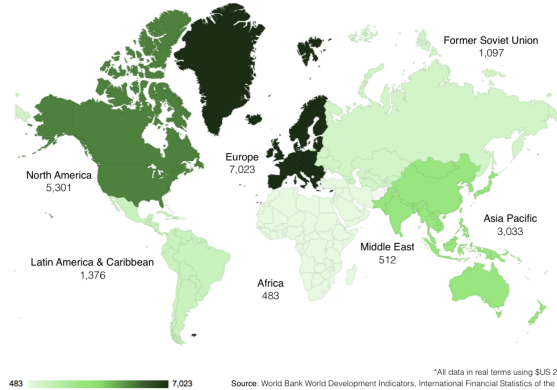 Former Soviet Union
1,097
Europe
7,023
North America
5,301
Asia Pacific
3,033
Middle East
512
Latin America & Caribbean
1,376
Africa
483
*All data in real terms using $US 2
483 7,023
Source: World Bank World Development Indicators, International Financial Statistics of the